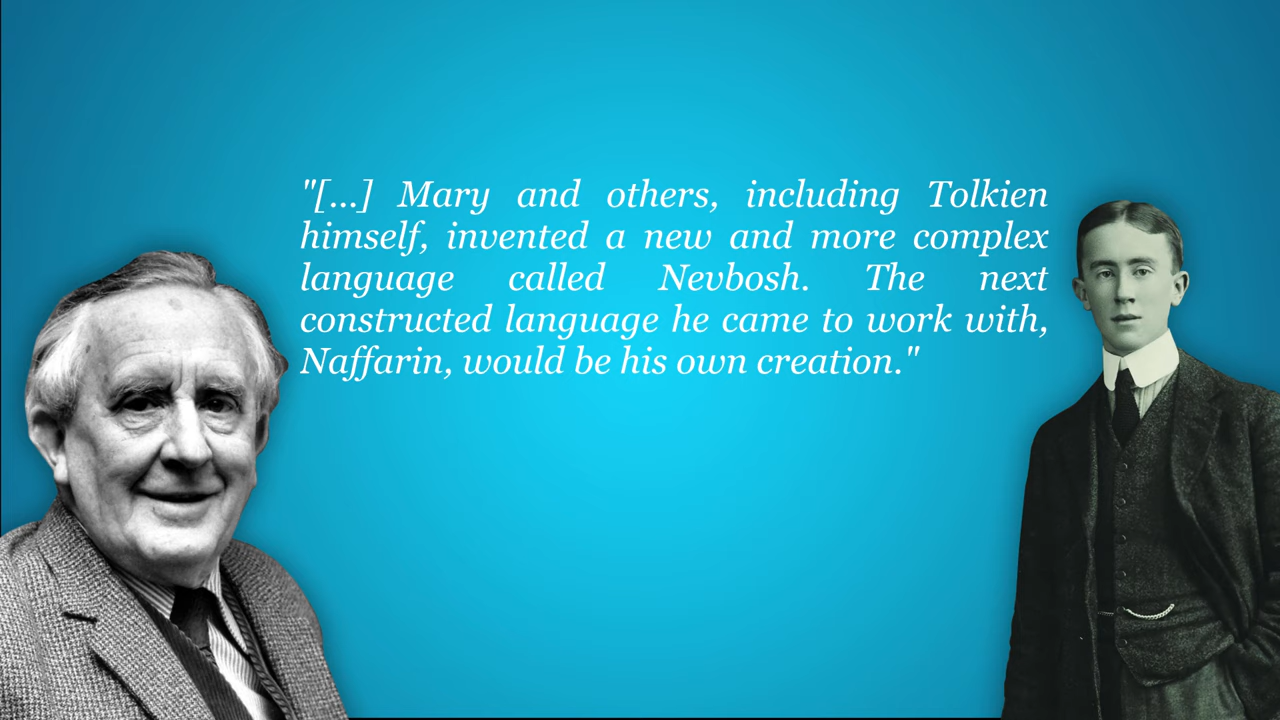 "[...] Mary and others, including Tolkien
himself, invented a new and more complex
language called Nevbosh. The next
constructed language he came to work with,
Naffarin, would be his own creation."